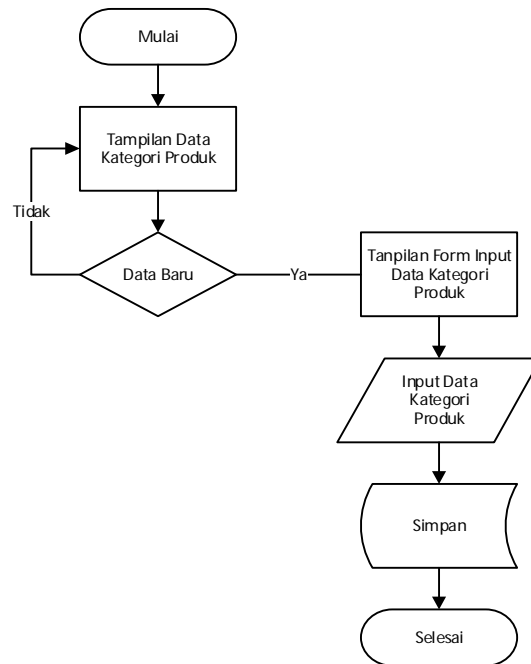 Mulai
Tampilan Data
Kategori Produk
Tidak
Data Baru
Ya
Tanpilan Form Input
Data Kategori
Produk
Input Data
Kategori
Produk
Simpan
Selesai